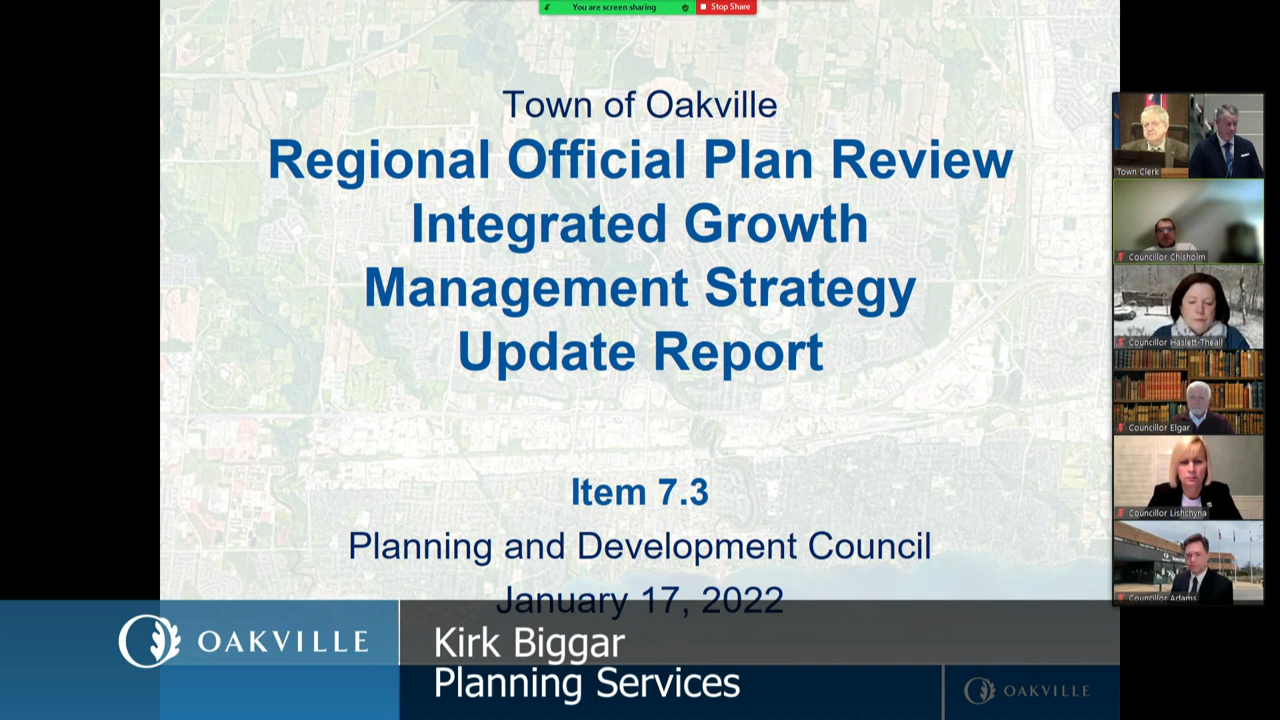 You are screen sharing
Stop Share
Town of Oakville
Regional Official Plan Review
Integrated Growth
Management Strategy
Update Report
Item 7.3
Planning and Development Council
January 17, 2022
Town Clerk
Councillor Chisholm
Councillor Haslett-Theall
Councillor Elgar
Councillor Lishchyna
Councillor Adams
OAKVILLE
Kirk Biggar
Planning Services
OAKVILLE